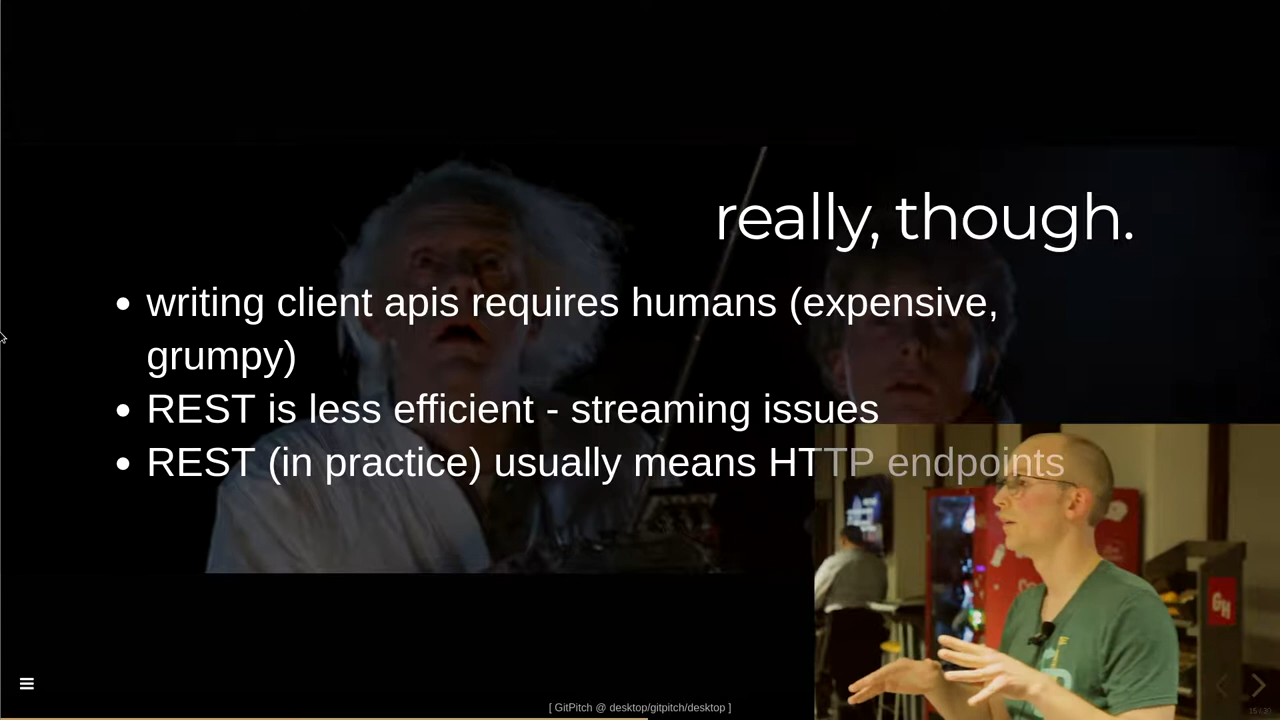 really, though.
writing client apis requires humans (expensive,
grumpy)
REST is less efficient - streaming issues
REST (in practice) usually means HTTP endpoints
GH
[ GitPitch @ desktop/gitpitch/desktop ]